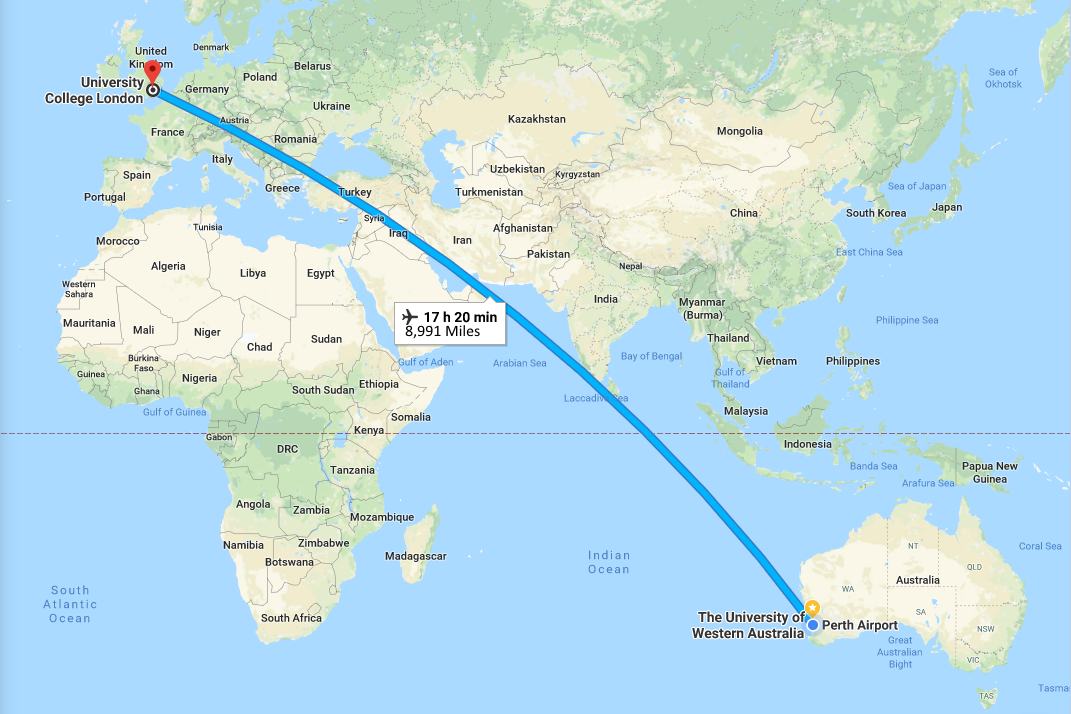 Denmark
United
Kingdom
Belarus
Sea of
Okhotsk
University
College London
Poland
Germany
Ukraine
Kazakhstan
Austria
France
Mongolia
Romania
Italy
Uzbekistan
Kyrgyzstan
Spain
Greece
Turkey
Turkmenistan
Sea of Japan
Portugal
Japan
Syria
China
South Korea
Tunisia
Afghanistan
Iraq
Iran
Morocco
Pakistan
East China Sea
Algeria
Libya
Egypt
Nepal
Western
Sahara
India
Myanmar
(Burma)
17 h 20 min
8,991 Miles
Mauritania
Mali
Niger
Sudan
Philippine Sea
Thailand
Chad
Burkina
Faso
Gulf of Aden
Arabian Sea
Bay of Bengal
Vietnam
Philippines
Guinea
Nigeria
Ghana
South Sudan
Ethiopia
Gulf of
Thailand
Laccadive Sea
Gulf of Guinea
Somalia
Malaysia
Gabon
Kenya
Indonesia
DRC
Tanzania
Banda Sea
Papua New
Guinea
Arafura Sea
Angola
Zambia
Mozambique
Namibia
Zimbabwe
Botswana
Madagascar
Indian
Ocean
NT
Coral Sea
QLD
Australia
WA
South
Atlantic
Ocean
SA
South Africa
The University of
Western Australia
Perth Airport
NSW
Great
Australian
Bight
VIC
TAS
Tasma